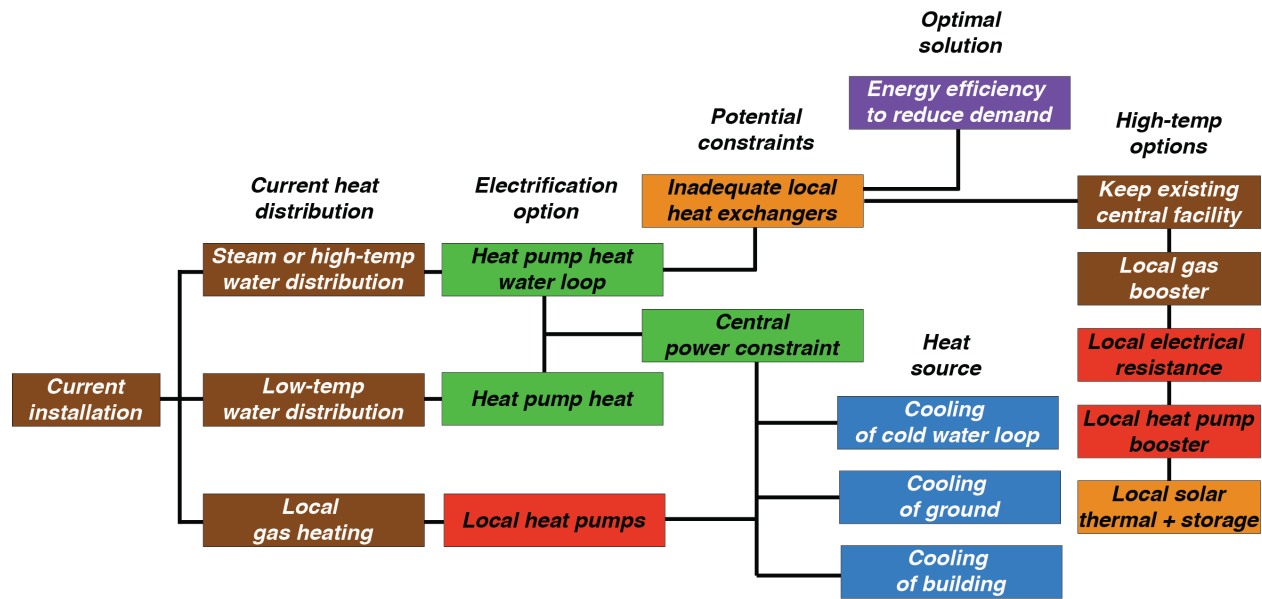 Optimal
solution
Energy efficiency
to reduce demand
Potential
constraints
High-temp
options
Current heat
distribution
Electrification
option
Inadequate local
heat exchangers
Keep existing
central facility
Steam or high-temp
water distribution
Heat pump heat
water loop
Local gas
booster
Central
power constraint
Heat
source
Local electrical
resistance
Current
installation
Low-temp
water distribution
Heat pump heat
Cooling
of cold water loop
Local heat pump
booster
Cooling
of ground
Local solar
thermal + storage
Local
gas heating
Local heat pumps
Cooling
of building